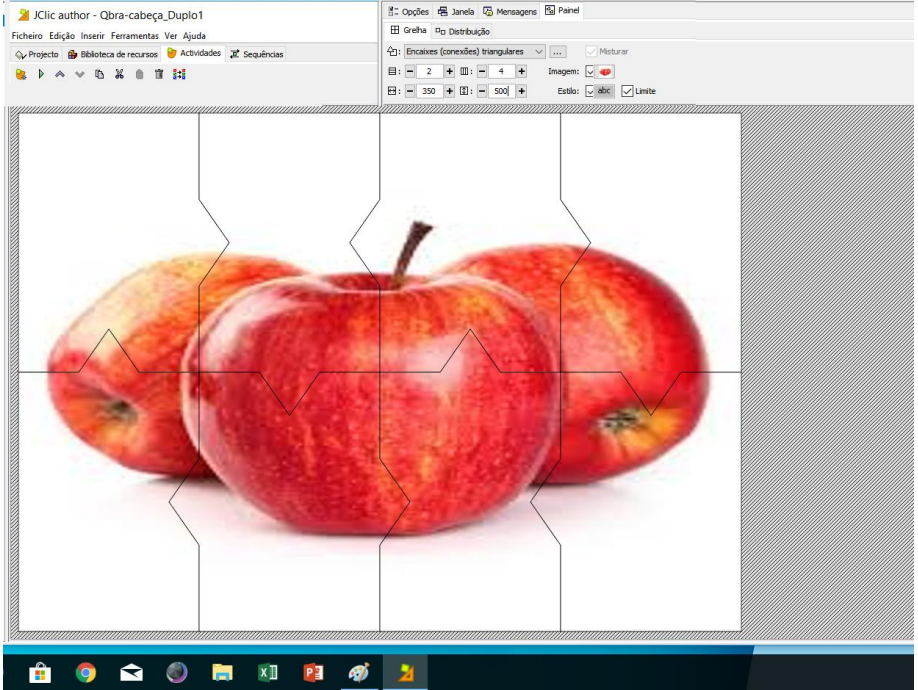 JClic author - Qbra-cabeça_Duplo1
Ficheiro Edição Inserir Ferramentas Ver Ajuda
Projecto Biblioteca de recursos Actividades Sequências
Opções Janela Mensagens Painel
Grelha Distribuição
Encaixes (conexões) triangulares ... Misturar
: - 2 + : - 4 + Imagem:
: - 350 + : - 500 + Estilo: abc Limite